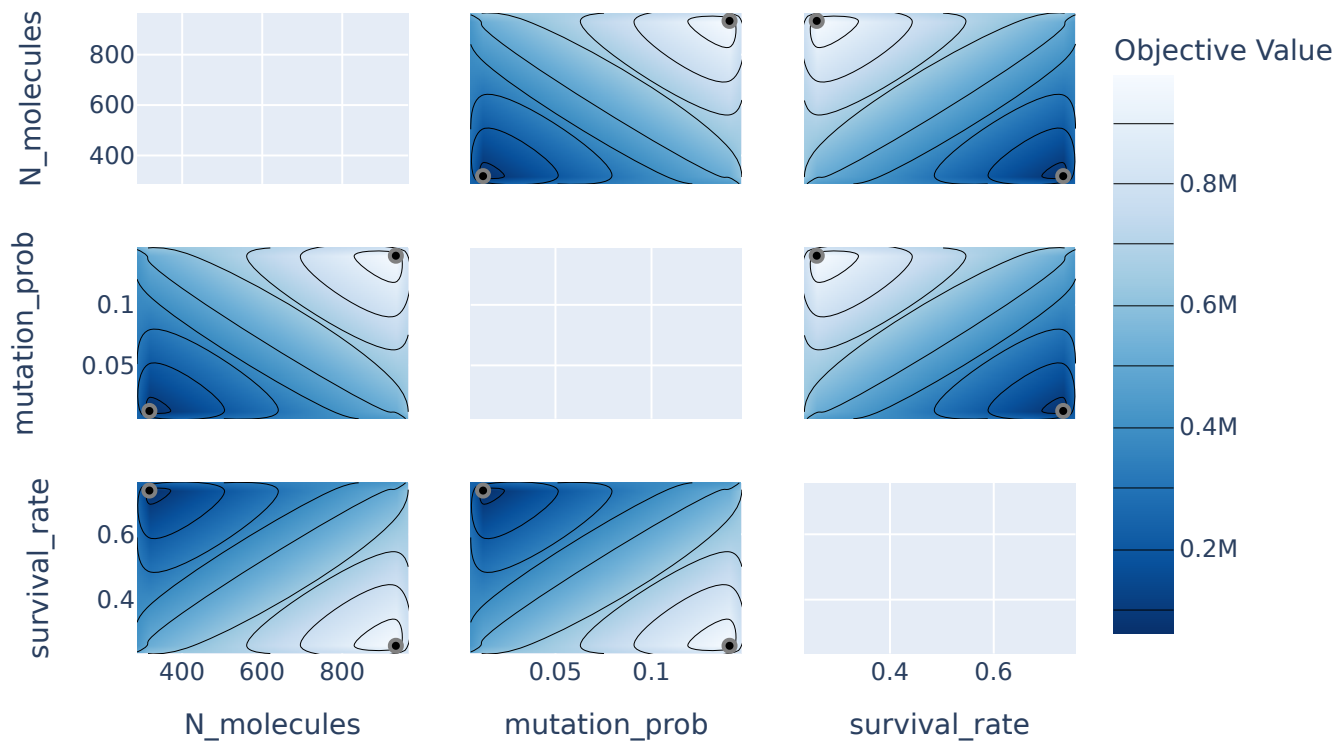 N_molecules
800
600
400
Objective Value
0.8M
0.6M
0.4M
0.2M
mutation_prob
0.1
0.05
survival_rate
0.6
0.4
400 600 800
0.05 0.1
0.4 0.6
N_molecules
mutation_prob
survival_rate